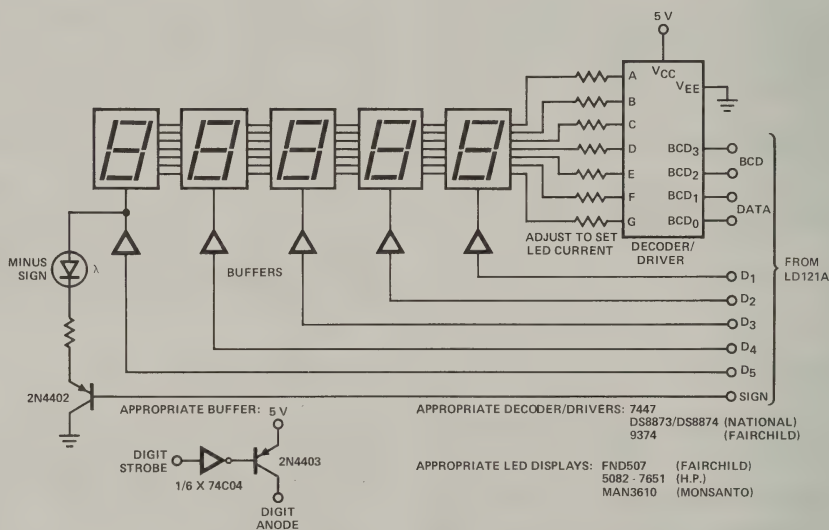 5 V
VCC
VEE
A
B
C
D
E
F
G
BCD3
BCD2
BCD1
BCD0
BCD
DATA
DECODER/
DRIVER
ADJUST TO SET
LED CURRENT
FROM
LD121A
MINUS
SIGN
λ
BUFFERS
D1
D2
D3
D4
D5
SIGN
2N4402
APPROPRIATE BUFFER:
5 V
DIGIT
STROBE
2N4403
1/6 X 74C04
DIGIT
ANODE
APPROPRIATE DECODER/DRIVERS: 7447
DS8873/DS8874 (NATIONAL)
9374 (FAIRCHILD)
APPROPRIATE LED DISPLAYS: FND507 (FAIRCHILD)
5082 - 7651 (H.P.)
MAN3610 (MONSANTO)